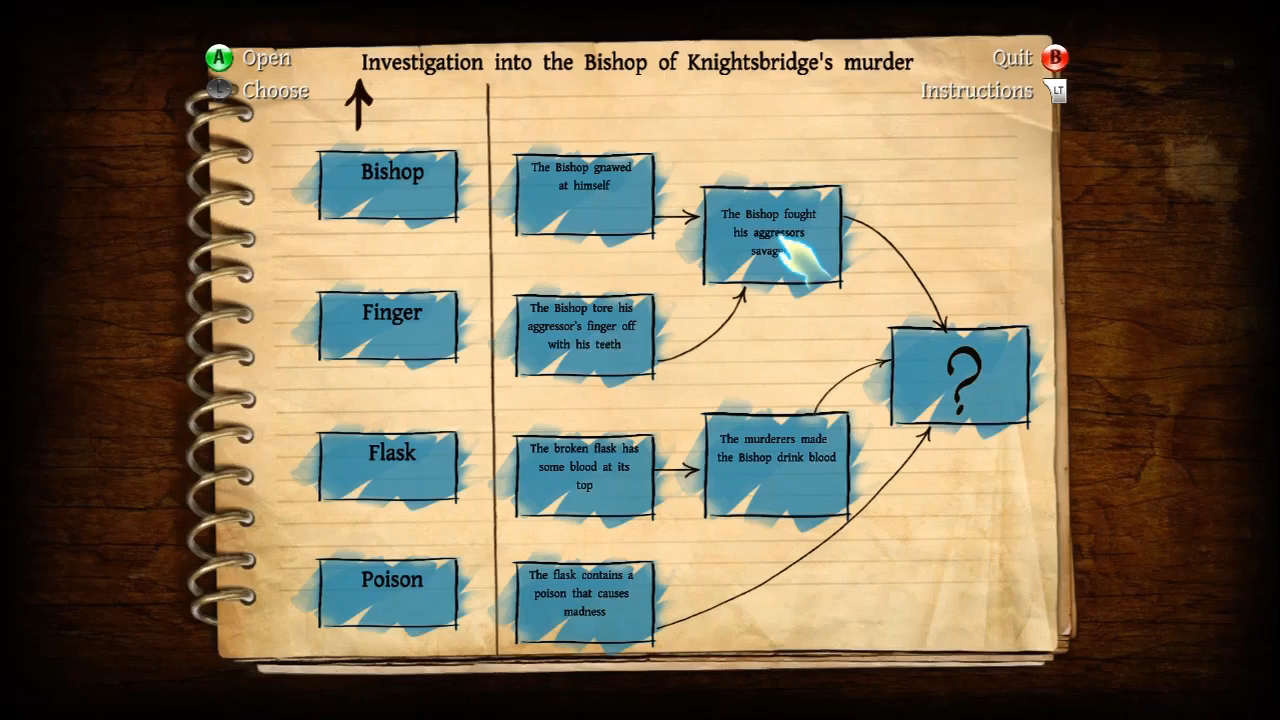 A Open
Investigation into the Bishop of Knightsbridge's murder
Quit B
L Choose
Instructions LT
Bishop
The Bishop gnawed
at himself
The Bishop fought
his aggressors
Finger
The Bishop tore his
aggressor's finger off
with his teeth
?
Flask
The broken flask has
some blood at its
top
The murderers made
the Bishop drink blood
Poison
The flask contains a
poison that causes
madness